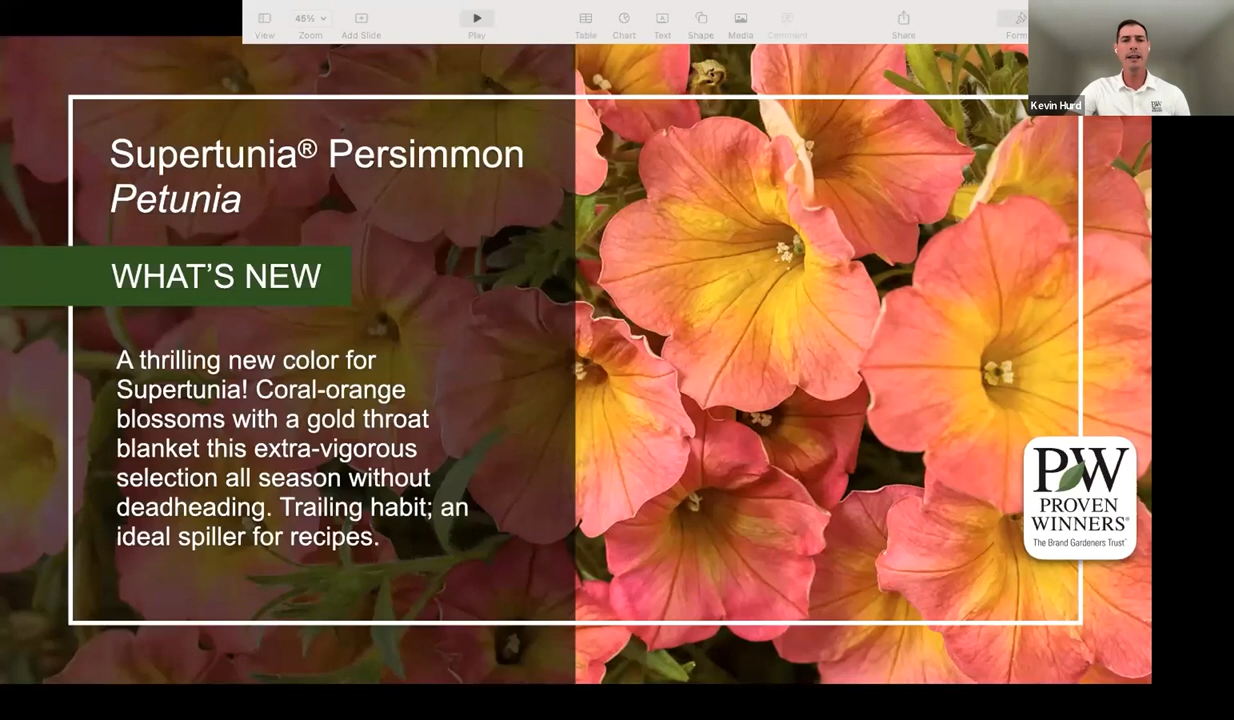 45%
View
Zoom
Add Slide
Play
Table
Chart
Text
Shape
Media
Comment
Share
Form
Kevin Hurd
PW
Supertunia® Persimmon
Petunia
WHAT'S NEW
A thrilling new color for
Supertunia! Coral-orange
blossoms with a gold throat
blanket this extra-vigorous
selection all season without
deadheading. Trailing habit; an
ideal spiller for recipes.
PW
PROVEN
WINNERS®
The Brand Gardeners Trust™